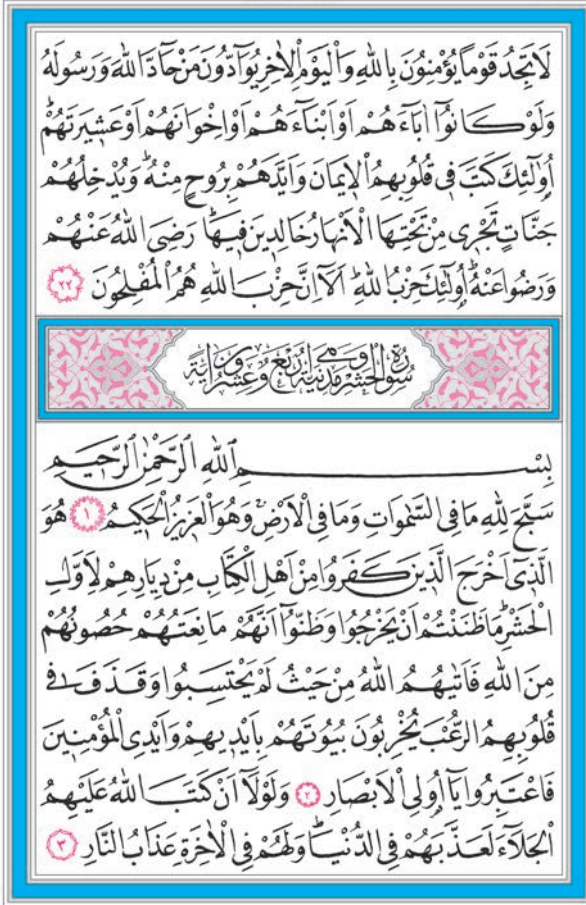 لَا تَجِدُ قَوْمًا يُؤْمِنُونَ بِاللّٰهِ وَالْيَوْمِ الْاٰخِرِ يُوَٓادُّونَ مَنْ حَٓادَّ اللّٰهَ وَرَسُولَهُ
وَلَوْ كَانُٓوا اٰبَٓاءَهُمْ اَوْ اَبْنَٓاءَهُمْ اَوْ اِخْوَانَهُمْ اَوْ عَشِيرَتَهُمْۜ
اُو۬لٰٓئِكَ كَتَبَ فِي قُلُوبِهِمُ الْاِيمَانَ وَاَيَّدَهُمْ بِرُوحٍ مِنْهُۜ وَيُدْخِلُهُمْ
جَنَّاتٍ تَجْرِي مِنْ تَحْتِهَا الْاَنْهَارُ خَالِدِينَ فِيهَاۜ رَضِيَ اللّٰهُ عَنْهُمْ
وَرَضُوا عَنْهُۜ اُو۬لٰٓئِكَ حِزْبُ اللّٰهِۜ اَلَٓا اِنَّ حِزْبَ اللّٰهِ هُمُ الْمُفْلِحُونَ ﴿٢٢﴾
سُورَةُ الْحَشْرِ مَدَنِيَّةٌ وَهِيَ اَرْبَعٌ وَعِشْرُونَ اٰيَةً
بِسْمِ اللّٰهِ الرَّحْمٰنِ الرَّحِيمِ
سَبَّحَ لِلّٰهِ مَا فِي السَّمٰوَاتِ وَمَا فِي الْاَرْضِۚ وَهُوَ الْعَزِيزُ الْحَكِيمُ ﴿١﴾ هُوَ
الَّذِٓي اَخْرَجَ الَّذِينَ كَفَرُوا مِنْ اَهْلِ الْكِتَابِ مِنْ دِيَارِهِمْ لِاَوَّلِ
الْحَشْرِۜ مَا ظَنَنْتُمْ اَنْ يَخْرُجُوا وَظَنُّٓوا اَنَّهُمْ مَانِعَتُهُمْ حُصُونُهُمْ
مِنَ اللّٰهِ فَاَتٰيهُمُ اللّٰهُ مِنْ حَيْثُ لَمْ يَحْتَسِبُوا وَقَذَفَ فِي
قُلُوبِهِمُ الرُّعْبَ يُخْرِبُونَ بُيُوتَهُمْ بِاَيْدِيهِمْ وَاَيْدِي الْمُؤْمِنِينَ
فَاعْتَبِرُوا يَٓا اُو۬لِي الْاَبْصَارِ ﴿٢﴾ وَلَوْلَٓا اَنْ كَتَبَ اللّٰهُ عَلَيْهِمُ
الْجَلَٓاءَ لَعَذَّبَهُمْ فِي الدُّنْيَاۜ وَلَهُمْ فِي الْاٰخِرَةِ عَذَابُ النَّارِ ﴿٣﴾